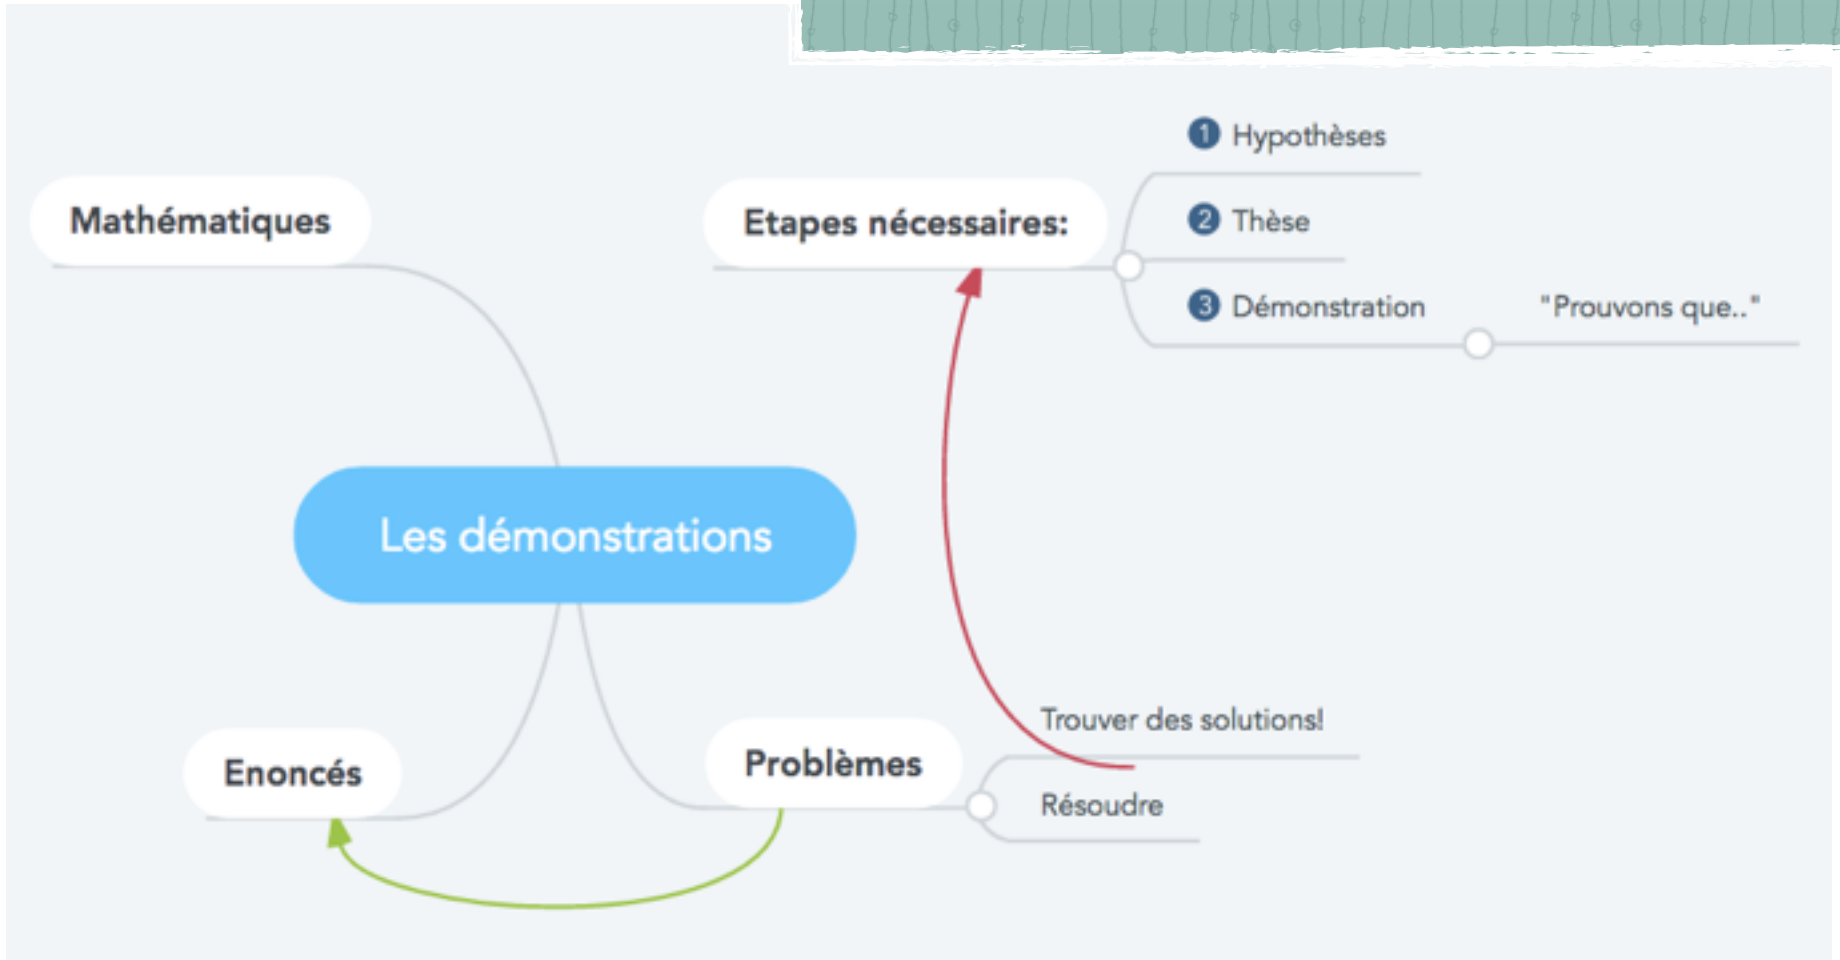 Mathématiques
Etapes nécessaires:
1 Hypothèses
2 Thèse
3 Démonstration
"Prouvons que.."
Les démonstrations
Enoncés
Problèmes
Trouver des solutions!
Résoudre